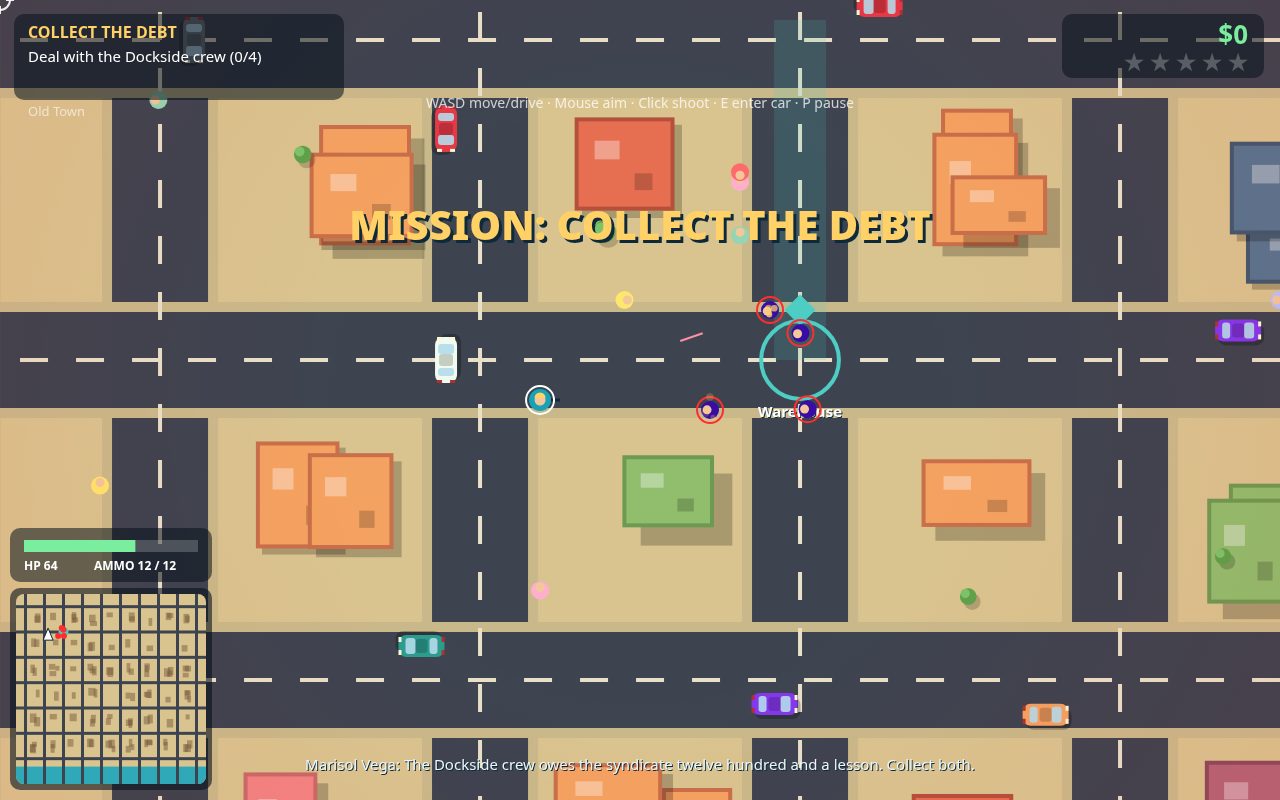 COLLECT THE DEBT
Deal with the Dockside crew (0/4)
$0
Old Town
WASD move/drive · Mouse aim · Click shoot · E enter car · P pause
MISSION: COLLECT THE DEBT
Warehouse
HP 64 AMMO 12 / 12
Marisol Vega: The Dockside crew owes the syndicate twelve hundred and a lesson. Collect both.